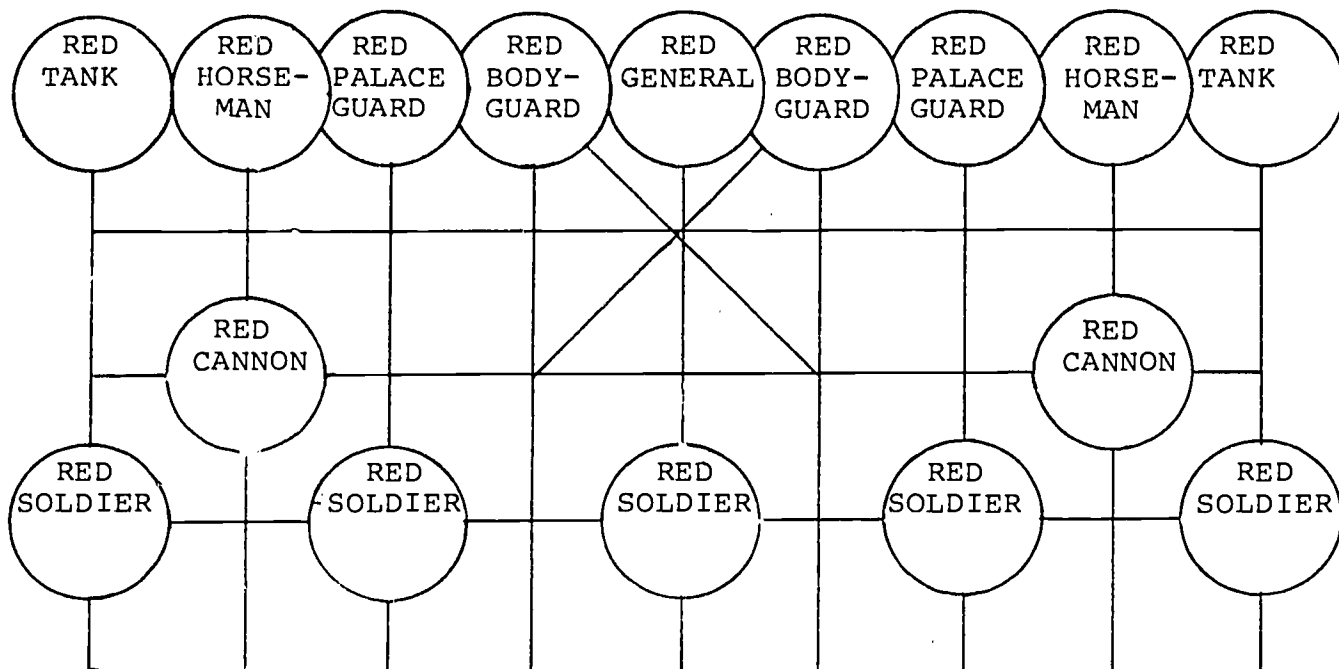 RED
TANK
RED
HORSE-
MAN
RED
PALACE
GUARD
RED
BODY-
GUARD
RED
GENERAL
RED
BODY-
GUARD
RED
PALACE
GUARD
RED
HORSE-
MAN
RED
TANK
RED
CANNON
RED
CANNON
RED
SOLDIER
RED
SOLDIER
RED
SOLDIER
RED
SOLDIER
RED
SOLDIER